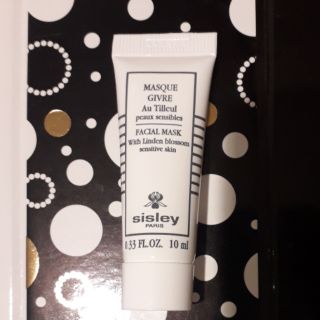 MASQUE
GIVRE
Au Tilleul
peaux sensibles
FACIAL MASK
With Linden blossom
sensitive skin
sisley
PARIS
0.33 FL.OZ. 10 ml